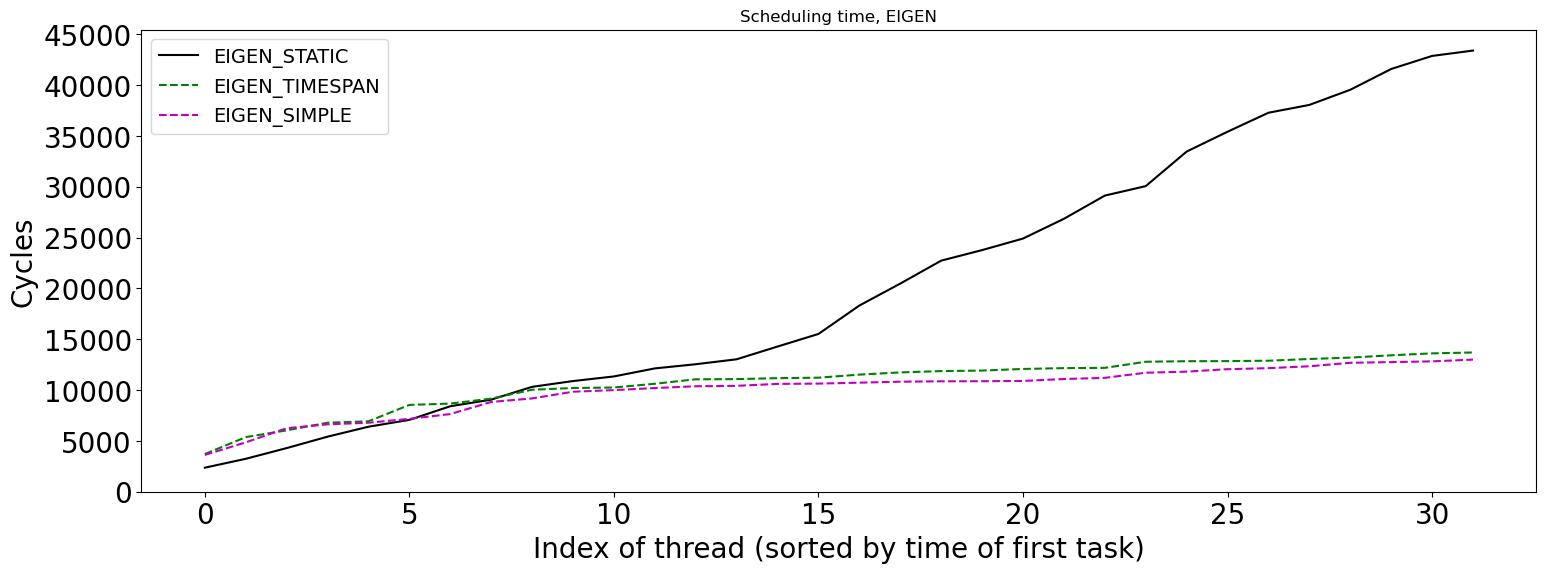 Scheduling time, EIGEN
EIGEN_STATIC
EIGEN_TIMESPAN
EIGEN_SIMPLE
Cycles
45000
40000
35000
30000
25000
20000
15000
10000
5000
0
0 5 10 15 20 25 30
Index of thread (sorted by time of first task)